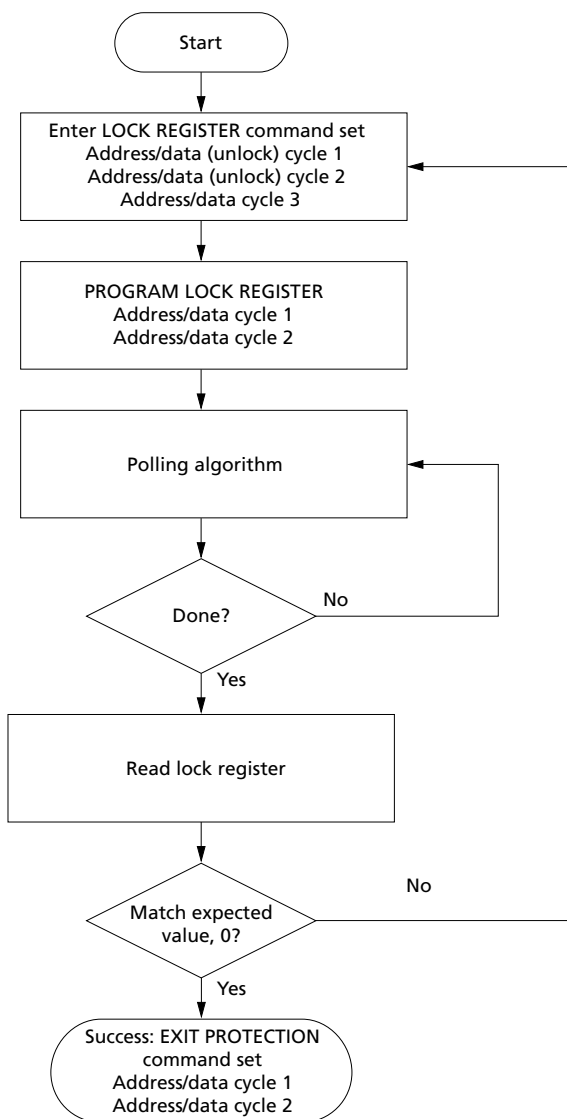 Start
Enter LOCK REGISTER command set
Address/data (unlock) cycle 1
Address/data (unlock) cycle 2
Address/data cycle 3
PROGRAM LOCK REGISTER
Address/data cycle 1
Address/data cycle 2
Polling algorithm
Done?
No
Yes
Read lock register
Match expected
value, 0?
No
Yes
Success: EXIT PROTECTION
command set
Address/data cycle 1
Address/data cycle 2